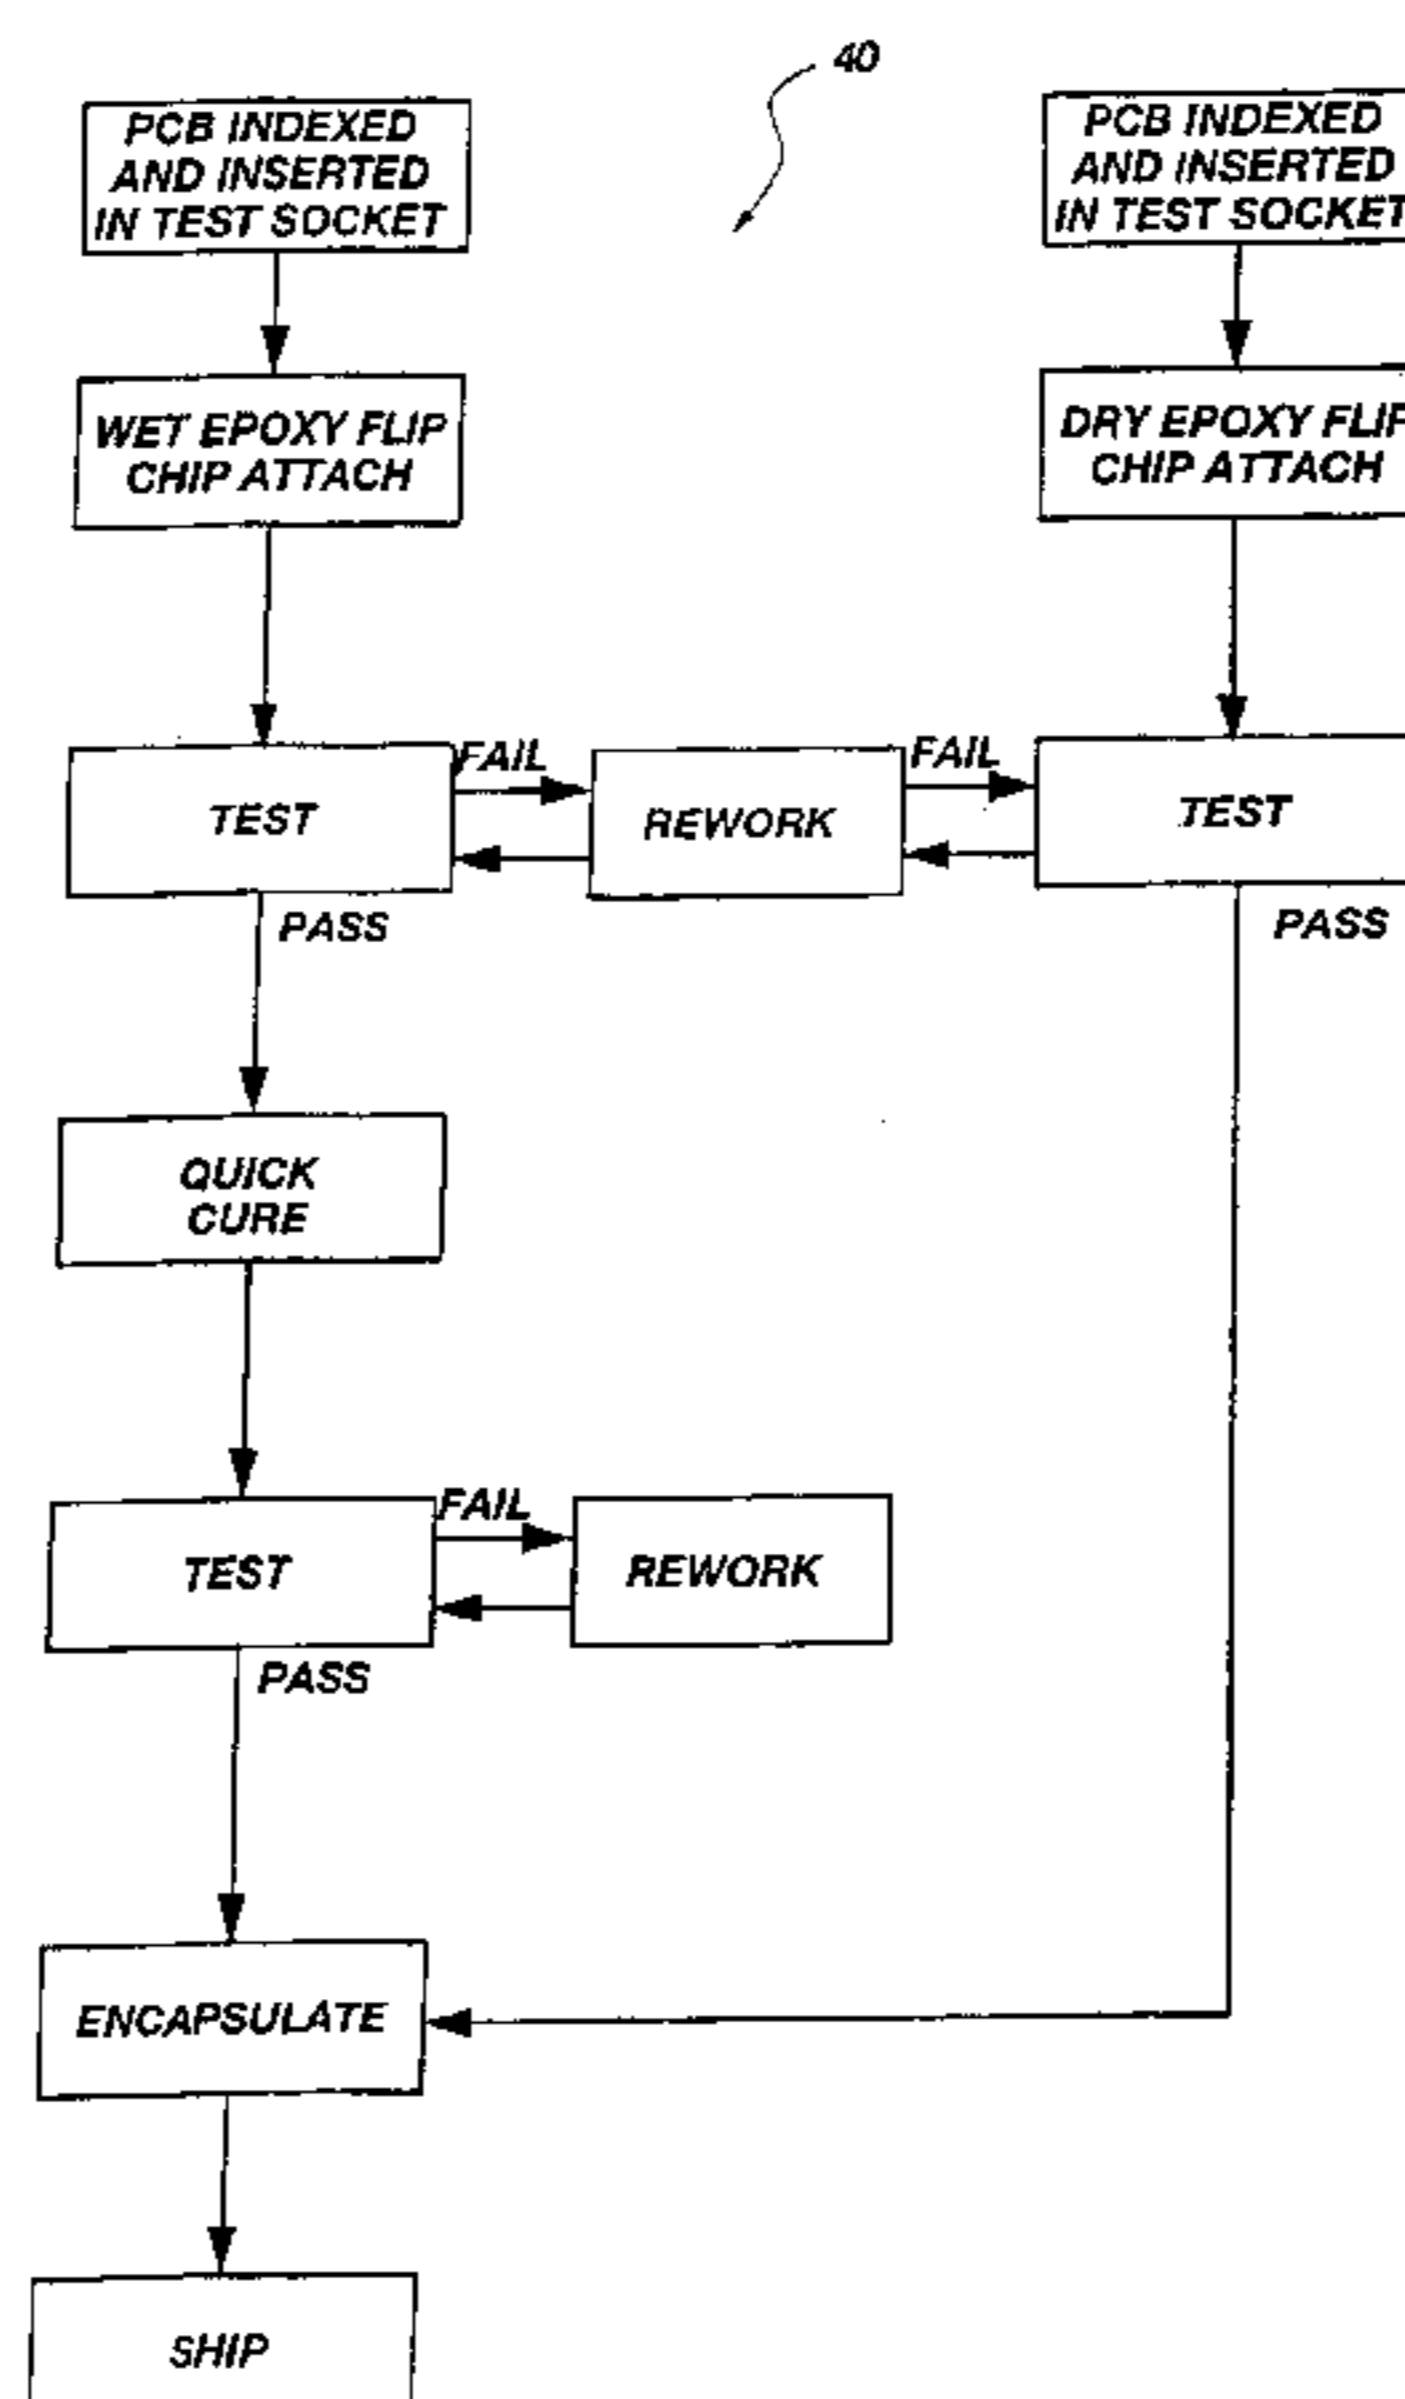 40
PCB INDEXED
AND INSERTED
IN TEST SOCKET
PCB INDEXED
AND INSERTED
IN TEST SOCKET
WET EPOXY FLIP
CHIP ATTACH
DRY EPOXY FLIP
CHIP ATTACH
TEST
FAIL
REWORK
FAIL
TEST
PASS
PASS
QUICK
CURE
TEST
FAIL
REWORK
PASS
ENCAPSULATE
SHIP